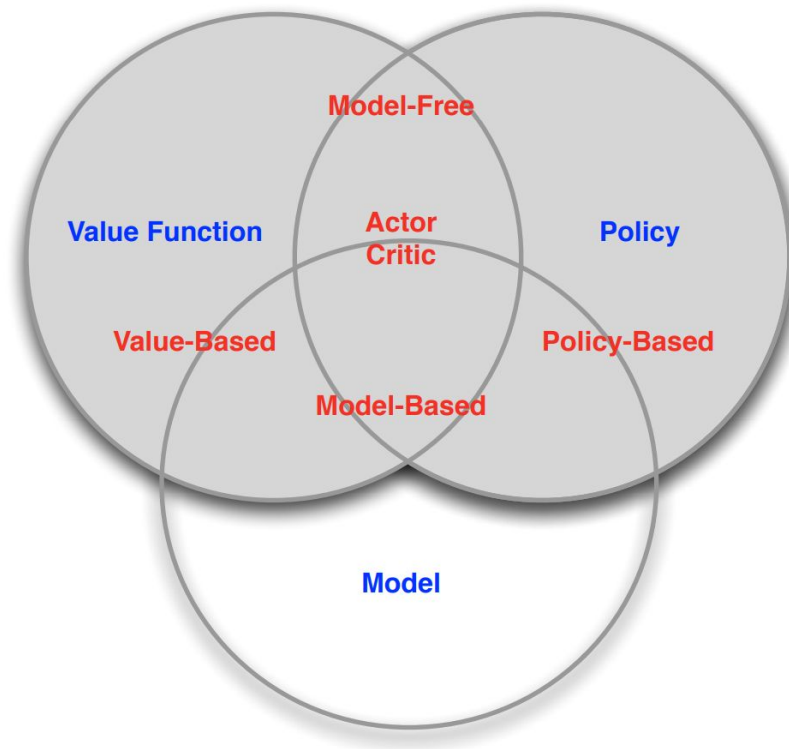 Model-Free
Value Function
Actor
Critic
Policy
Value-Based
Policy-Based
Model-Based
Model